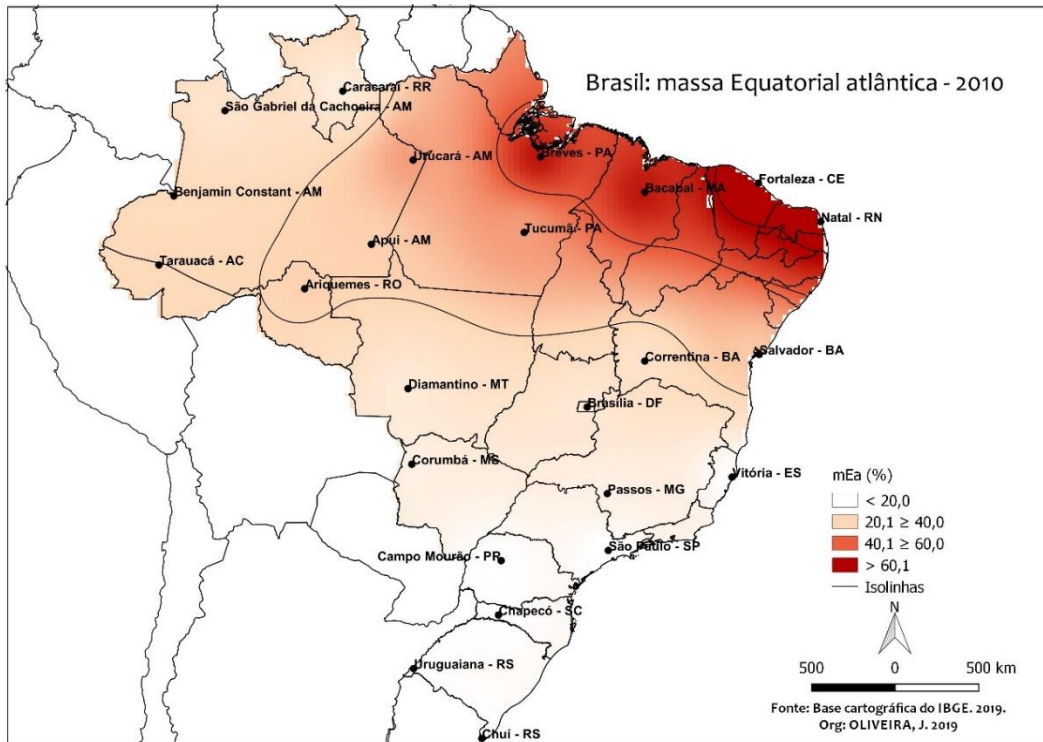 Brasil: massa Equatorial atlântica - 2010
Caracaraí - RR
São Gabriel da Cachoeira - AM
Urucará - AM
Breves - PA
Bacabal - MA
Fortaleza - CE
Benjamin Constant - AM
Natal - RN
Tucumã - PA
Apuí - AM
Tarauacá - AC
Ariquemes - RO
Correntina - BA
Salvador - BA
Diamantino - MT
Brasília - DF
Corumbá - MS
Vitória - ES
Passos - MG
São Paulo - SP
Campo Mourão - PR
Chapecó - SC
Uruguaiana - RS
Chuí - RS
mEa (%)
< 20,0
20,1 ≥ 40,0
40,1 ≥ 60,0
> 60,1
Isolinhas
N
500 0 500 km
Fonte: Base cartográfica do IBGE. 2019.
Org: OLIVEIRA, J. 2019